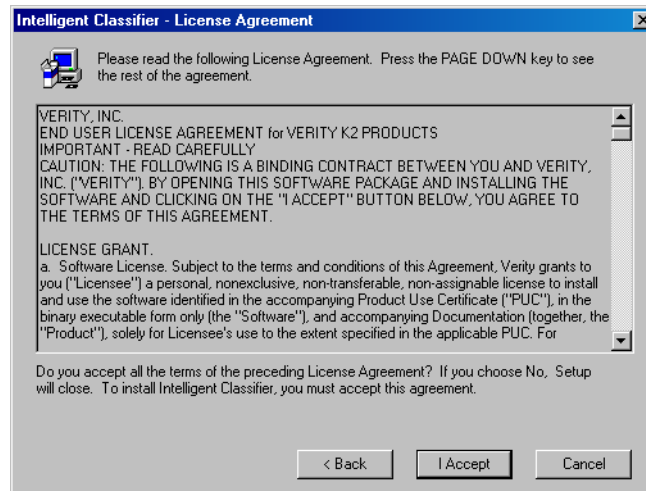 Intelligent Classifier - License Agreement
Please read the following License Agreement. Press the PAGE DOWN key to see
the rest of the agreement.
VERITY, INC.
END USER LICENSE AGREEMENT for VERITY K2 PRODUCTS
IMPORTANT - READ CAREFULLY
CAUTION: THE FOLLOWING IS A BINDING CONTRACT BETWEEN YOU AND VERITY,
INC. ("VERITY"). BY OPENING THIS SOFTWARE PACKAGE AND INSTALLING THE
SOFTWARE AND CLICKING ON THE "I ACCEPT" BUTTON BELOW, YOU AGREE TO
THE TERMS OF THIS AGREEMENT.
LICENSE GRANT.
a. Software License. Subject to the terms and conditions of this Agreement, Verity grants to
you ("Licensee") a personal, nonexclusive, non-transferable, non-assignable license to install
and use the software identified in the accompanying Product Use Certificate ("PUC"), in the
binary executable form only (the "Software"), and accompanying Documentation (together, the
"Product"), solely for Licensee's use to the extent specified in the applicable PUC. For
Do you accept all the terms of the preceding License Agreement? If you choose No, Setup
will close. To install Intelligent Classifier, you must accept this agreement.
< Back
I Accept
Cancel